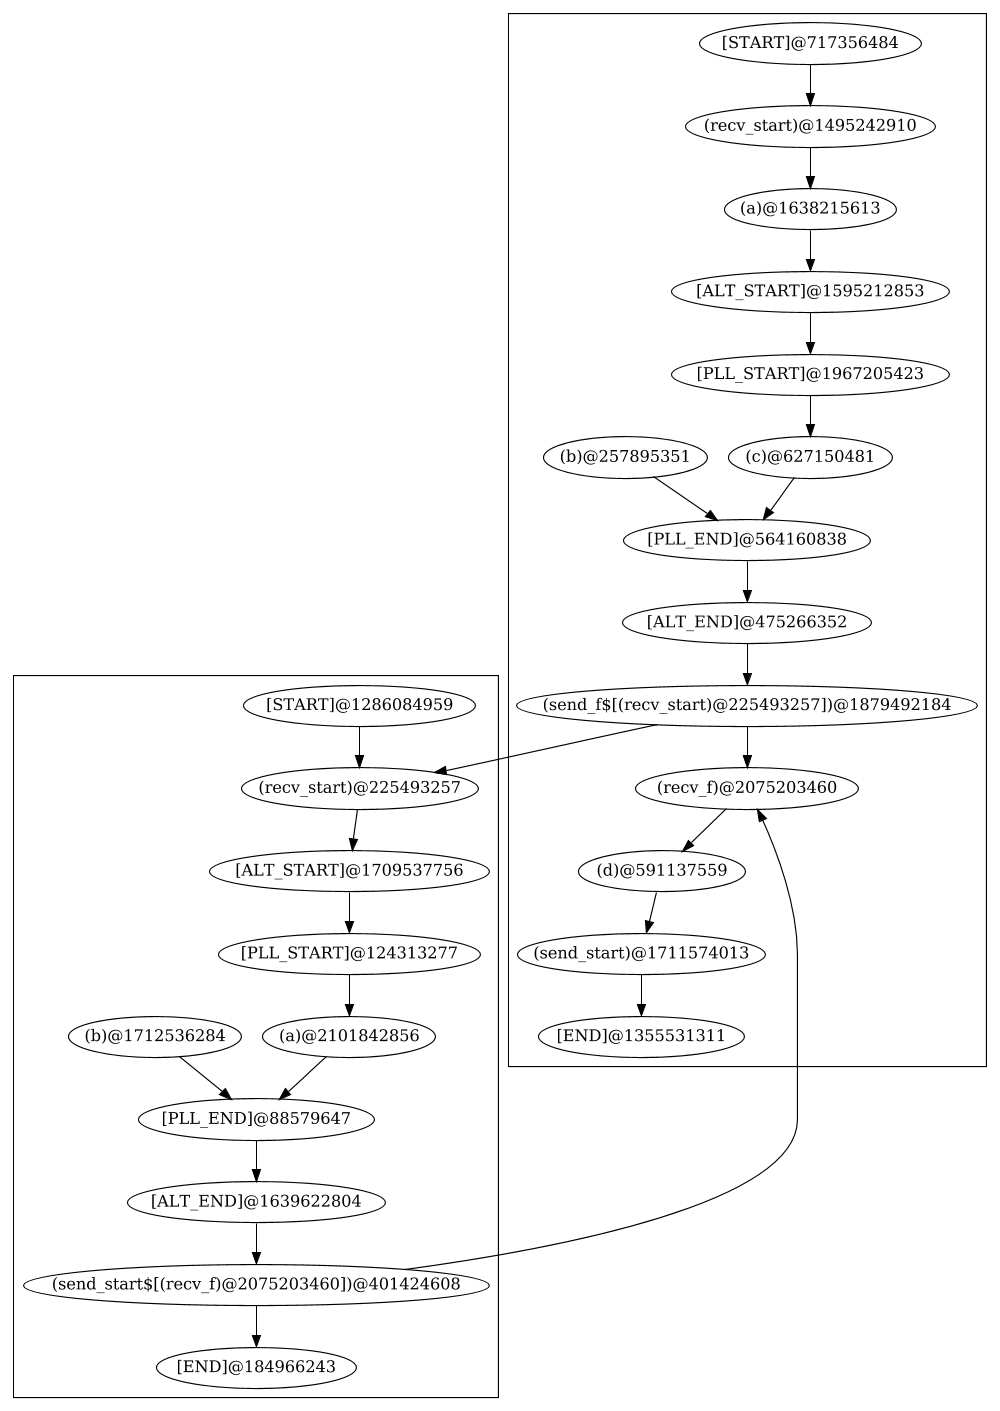 [START]@717356484
(recv_start)@1495242910
(a)@1638215613
[ALT_START]@1595212853
[PLL_START]@1967205423
(b)@257895351
(c)@627150481
[PLL_END]@564160838
[ALT_END]@475266352
(send_f$[(recv_start)@225493257])@1879492184
(recv_f)@2075203460
(d)@591137559
(send_start)@1711574013
[END]@1355531311
[START]@1286084959
(recv_start)@225493257
[ALT_START]@1709537756
[PLL_START]@124313277
(b)@1712536284
(a)@2101842856
[PLL_END]@88579647
[ALT_END]@1639622804
(send_start$[(recv_f)@2075203460])@401424608
[END]@184966243